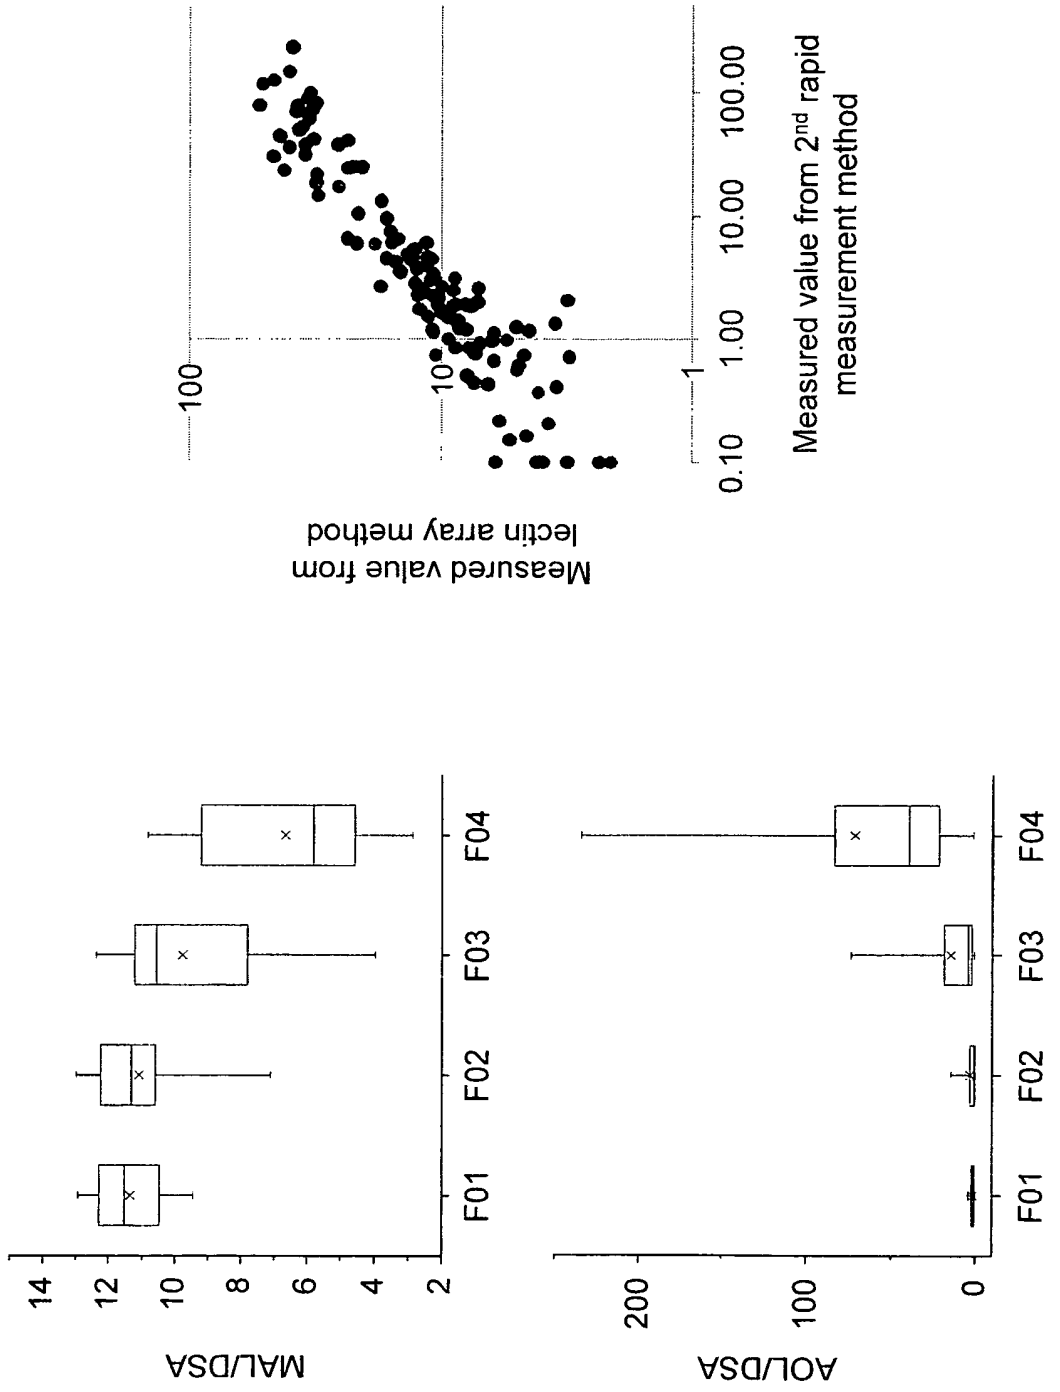 MAL/DSA
14
12
10
8
6
4
2
F01
F02
F03
F04
AOL/DSA
200
100
0
F01
F02
F03
F04
Measured value from
lectin array method
100
10
1
0.10
1.00
10.00
100.00
Measured value from 2nd rapid
measurement method